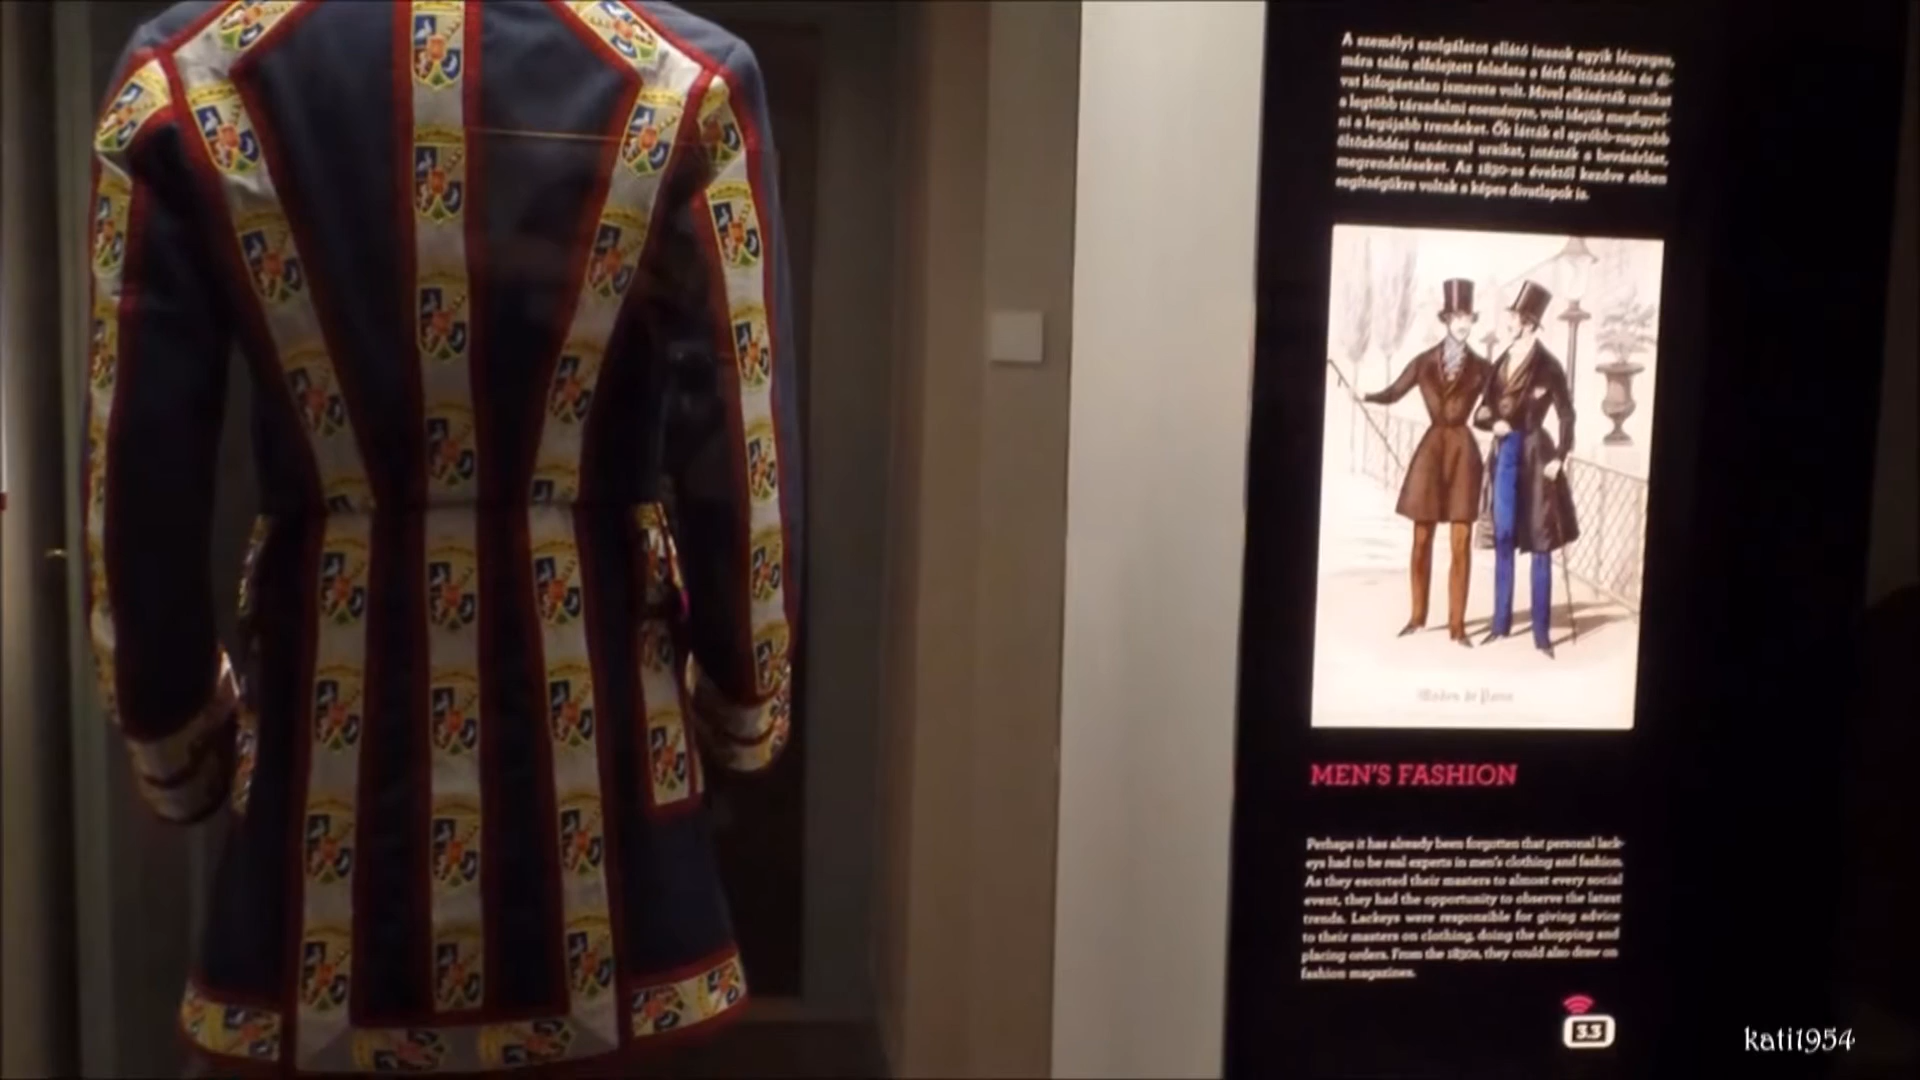 A személyi szolgálatot ellátó inasok egyik lényeges,
mára talán elfelejtett feladata a férfi öltözködés és di-
vat kifogástalan ismerete volt. Mivel elkísérték uraikat
a legtöbb társadalmi eseményre, volt idejük megfigyel-
ni a legújabb trendeket. Ők látták el apróbb-nagyobb
öltözködési tanáccsal uraikat, intézték a bevásárlást,
megrendeléseket. Az 1830-as évektől kezdve ebben
segítségükre voltak a képes divatlapok is.
Modes de Paris
MEN'S FASHION
Perhaps it has already been forgotten that personal lack-
eys had to be real experts in men's clothing and fashion.
As they escorted their masters to almost every social
event, they had the opportunity to observe the latest
trends. Lackeys were responsible for giving advice
to their masters on clothing, doing the shopping and
placing orders. From the 1830s, they could also draw on
fashion magazines.
3.3
kati1954